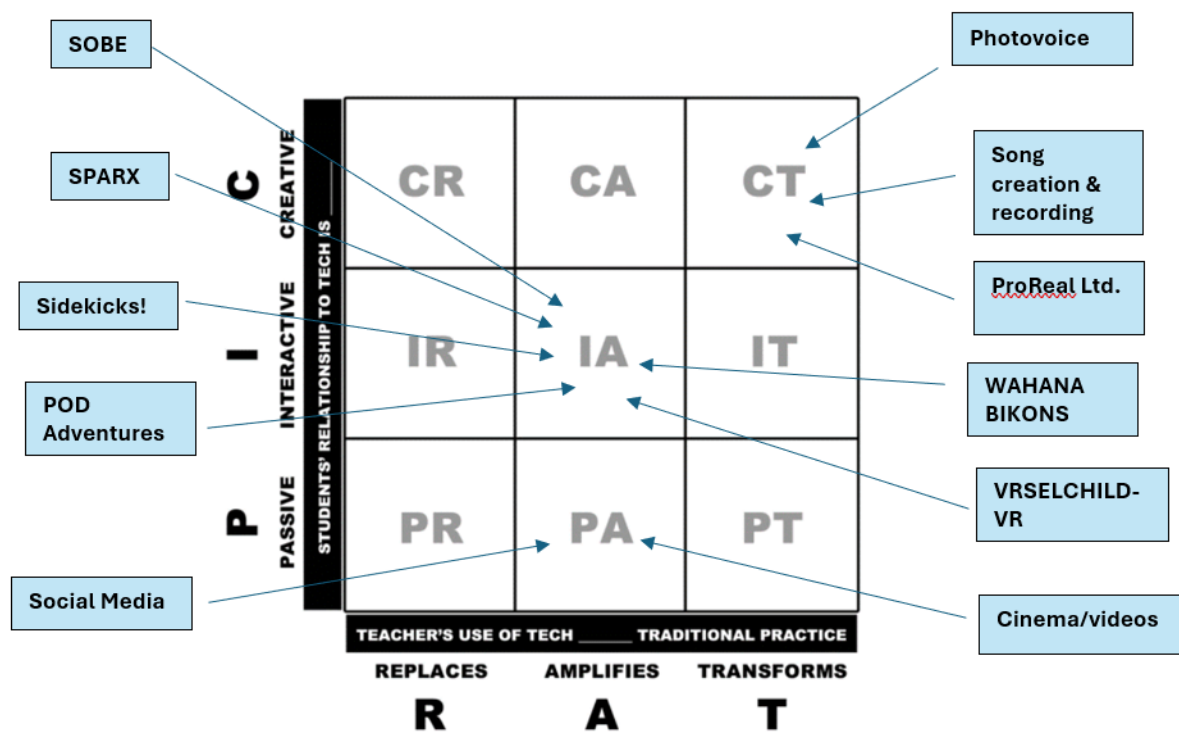 SOBE
Photovoice
SPARX
Song
creation &
recording
Sidekicks!
ProReal Ltd.
POD
Adventures
WAHANA
BIKONS
VRSELCHILD-
VR
Social Media
Cinema/videos
C
CREATIVE
I
INTERACTIVE
P
PASSIVE
STUDENTS' RELATIONSHIP TO TECH IS ______
CR CA CT
IR IA IT
PR PA PT
TEACHER'S USE OF TECH ______ TRADITIONAL PRACTICE
REPLACES AMPLIFIES TRANSFORMS
R A T